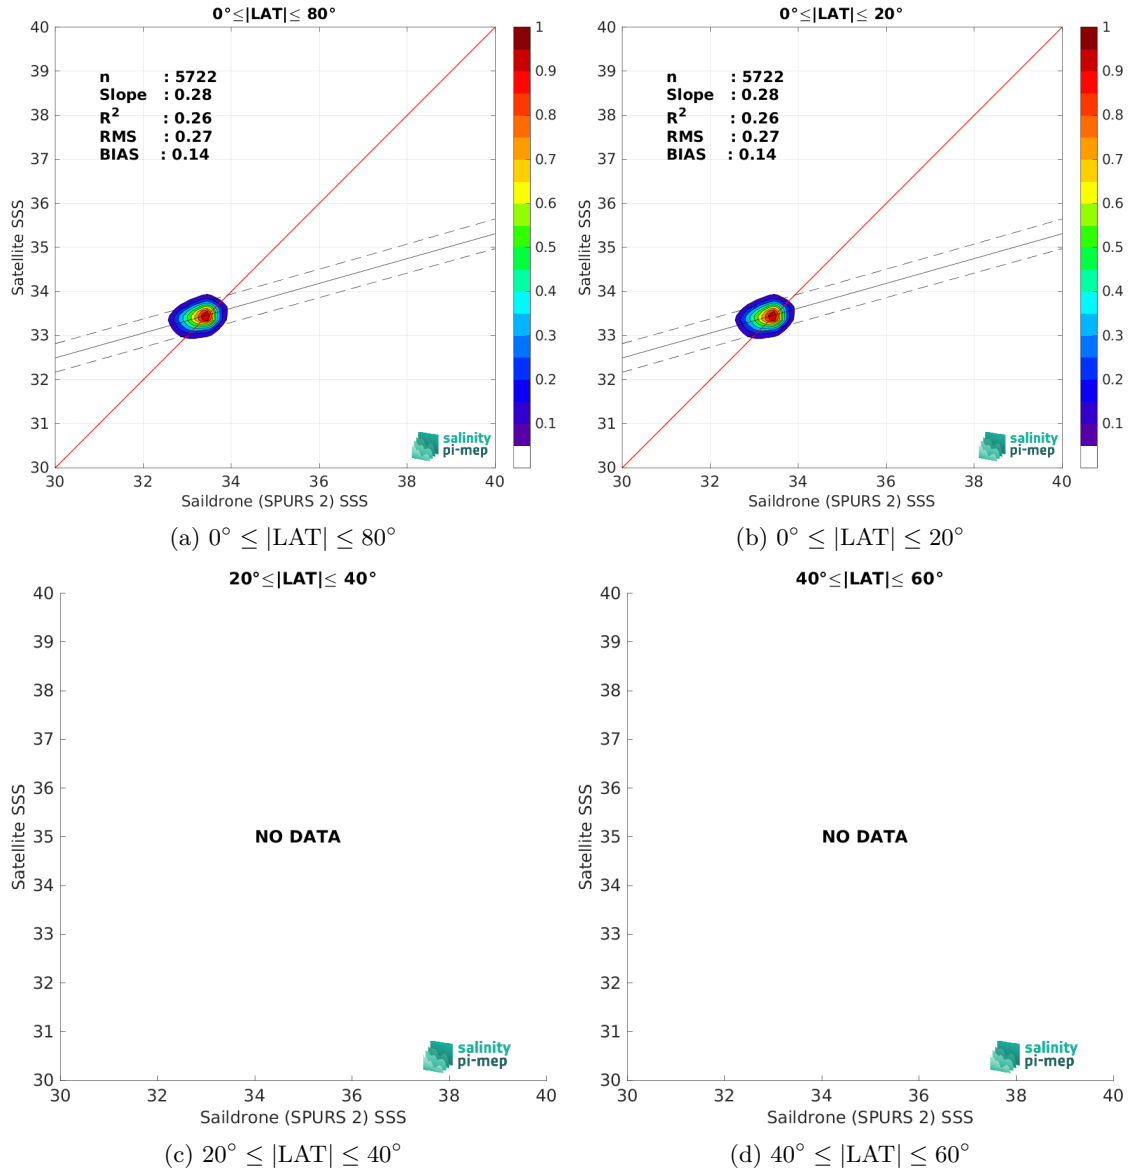 0°≤|LAT|≤ 80°
40
39
38
37
36
35
34
33
32
31
30
Satellite SSS
n : 5722
Slope : 0.28
R² : 0.26
RMS : 0.27
BIAS : 0.14
salinity
pi-mep
30 32 34 36 38 40
Saildrone (SPURS 2) SSS
1
0.9
0.8
0.7
0.6
0.5
0.4
0.3
0.2
0.1
(a) 0° ≤ |LAT| ≤ 80°
0°≤|LAT|≤ 20°
40
39
38
37
36
35
34
33
32
31
30
Satellite SSS
n : 5722
Slope : 0.28
R² : 0.26
RMS : 0.27
BIAS : 0.14
salinity
pi-mep
30 32 34 36 38 40
Saildrone (SPURS 2) SSS
1
0.9
0.8
0.7
0.6
0.5
0.4
0.3
0.2
0.1
(b) 0° ≤ |LAT| ≤ 20°
20°≤|LAT|≤ 40°
40
39
38
37
36
35
34
33
32
31
30
Satellite SSS
NO DATA
salinity
pi-mep
30 32 34 36 38 40
Saildrone (SPURS 2) SSS
(c) 20° ≤ |LAT| ≤ 40°
40°≤|LAT|≤ 60°
40
39
38
37
36
35
34
33
32
31
30
Satellite SSS
NO DATA
salinity
pi-mep
30 32 34 36 38 40
Saildrone (SPURS 2) SSS
(d) 40° ≤ |LAT| ≤ 60°